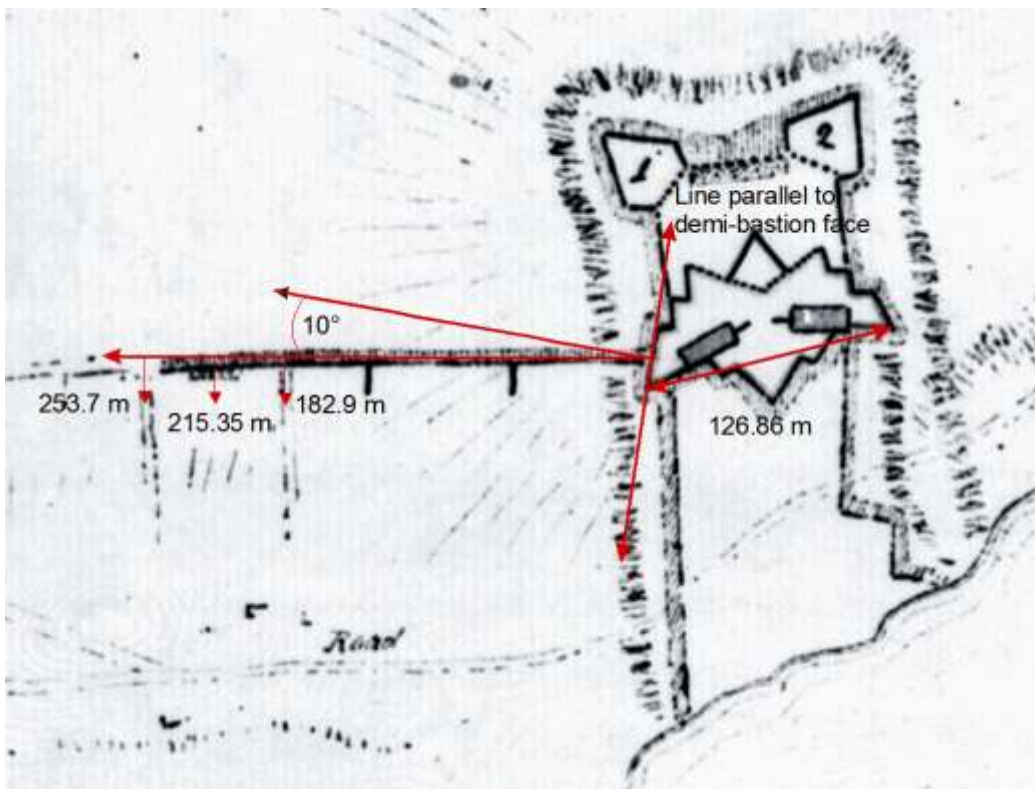 1
2
Line parallel to
demi-bastion face
10°
253.7 m
215.35 m
182.9 m
126.86 m
Road